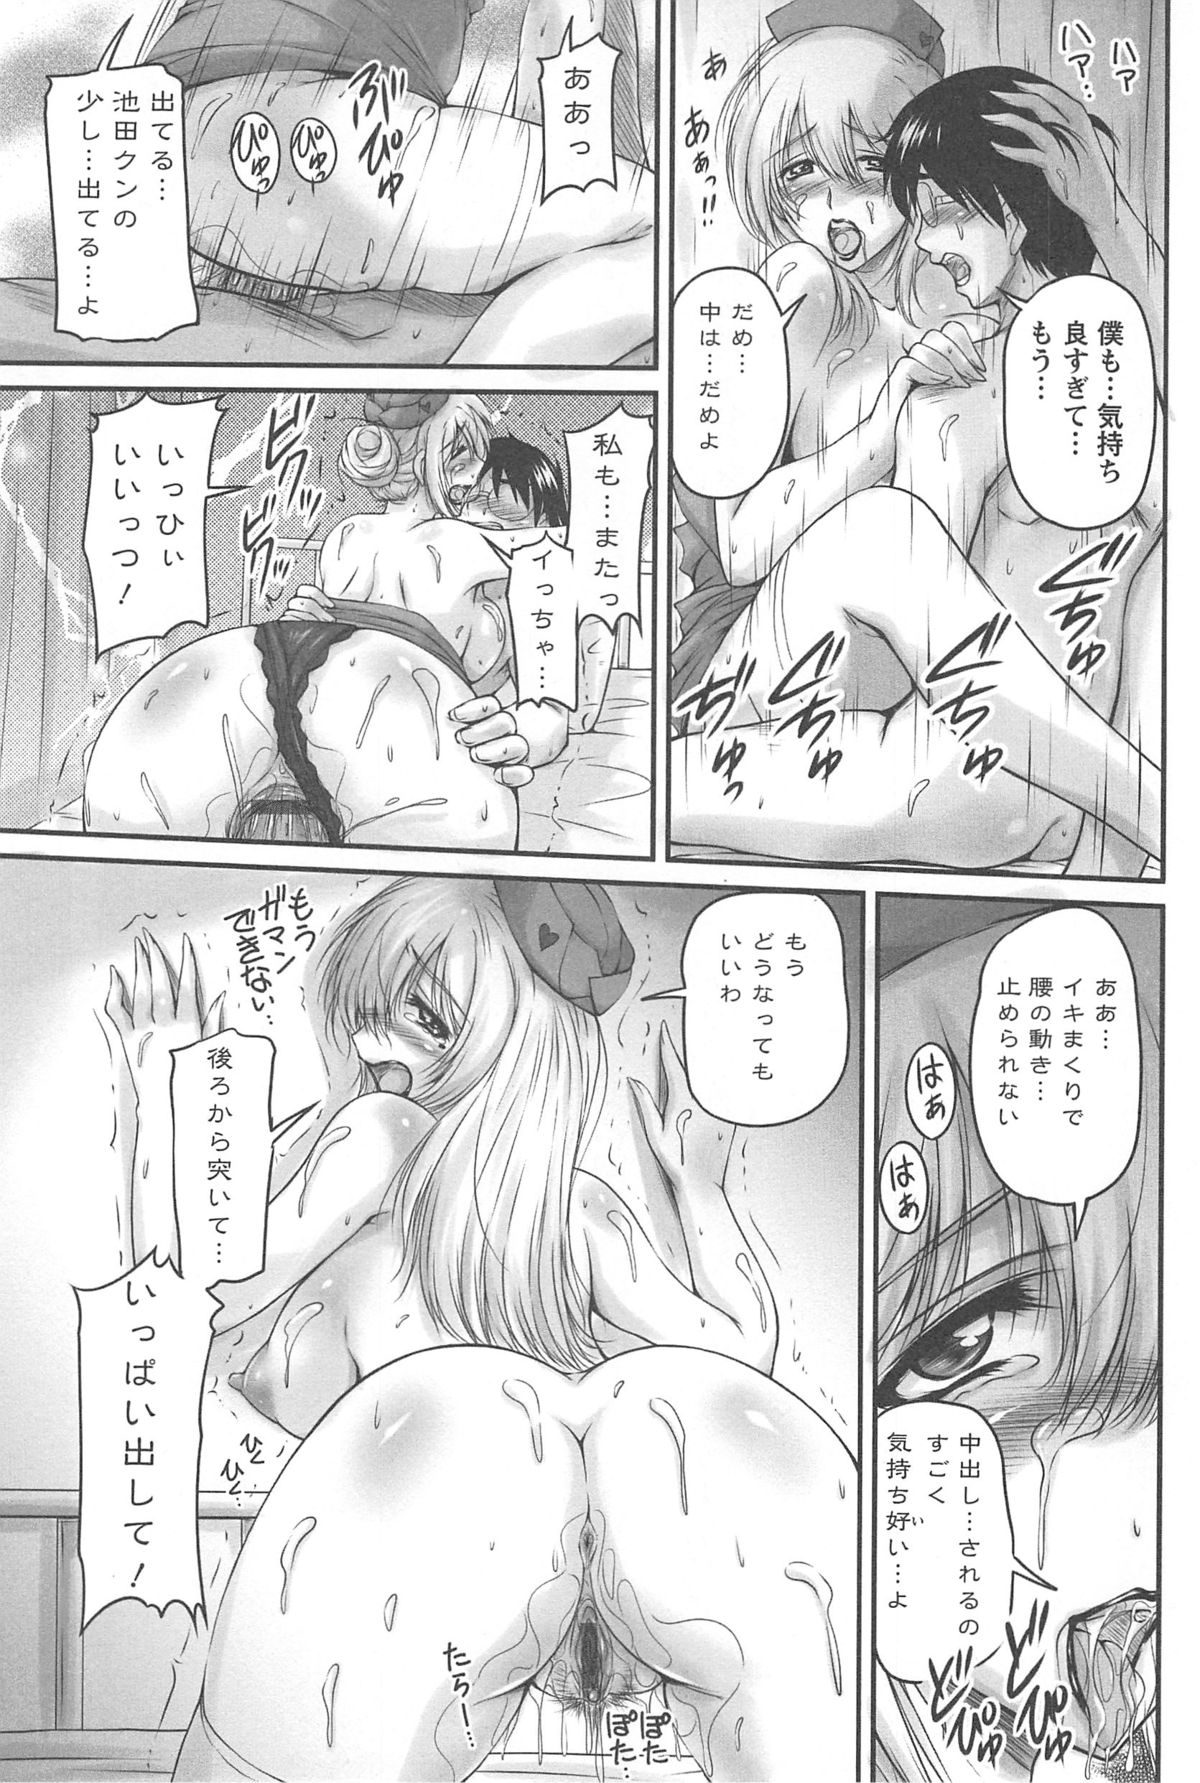 ハァ
ハァ…
僕も…気持ち
良すぎて…
もう…
ぁ
あぁっ!!
だめ…
中は…だめよ
ぐちゅ
ぐちゅ
ぢゅっ
ああっ
ぶぴゅ
ぴゅっ
ぴゅっ
出てる…
池田クンの
少し…出てる…よ
私も…またっ
イっちゃ…
ビクッ
ビクッ
いっひぃ
いいっつ!
ああ…
イキまくりで
腰の動き…
止められない
はぁ
はぁ
中出し…されるの
すごく
気持ち好い…よ
い
どぴゅ
どぴゅ
もう
どうなっても
いいわ
もう
ガマン
できない…
後ろから突いて…
いっぱい出して!
ひく
ひく…
たらー…
ぽた
ぽた…